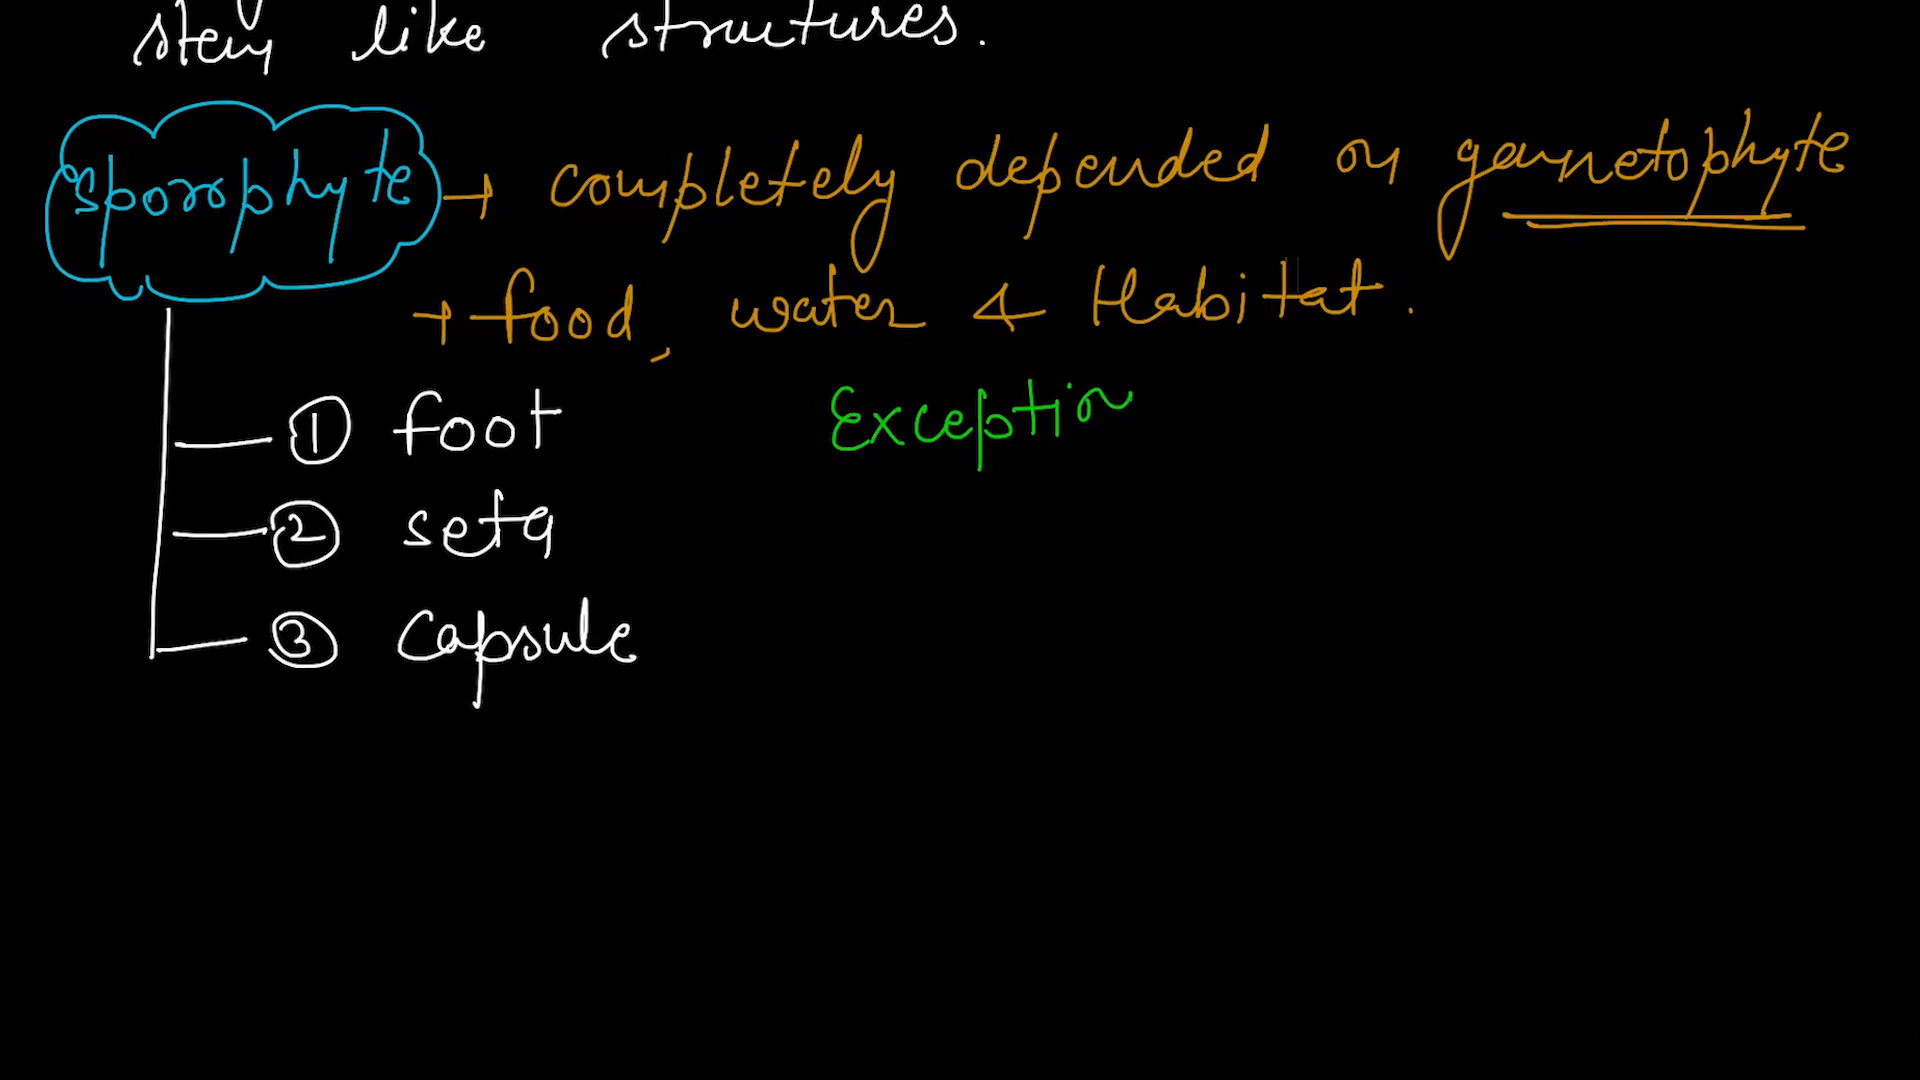 stem like structures.
sporophyte → completely depended on gametophyte
→ food, water & Habitat.
① foot Exception
② seta
③ capsule